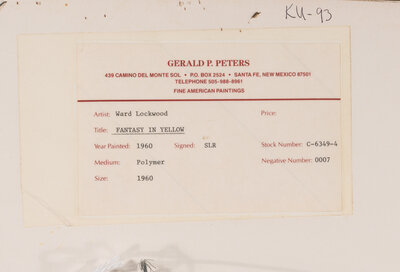 KU-93
GERALD P. PETERS
439 CAMINO DEL MONTE SOL • P.O. BOX 2524 • SANTA FE, NEW MEXICO 87501
TELEPHONE 505-988-8961
FINE AMERICAN PAINTINGS
Artist: Ward Lockwood Price:
Title: FANTASY IN YELLOW
Year Painted: 1960 Signed: SLR Stock Number: C-6349-4
Medium: Polymer Negative Number: 0007
Size: 1960